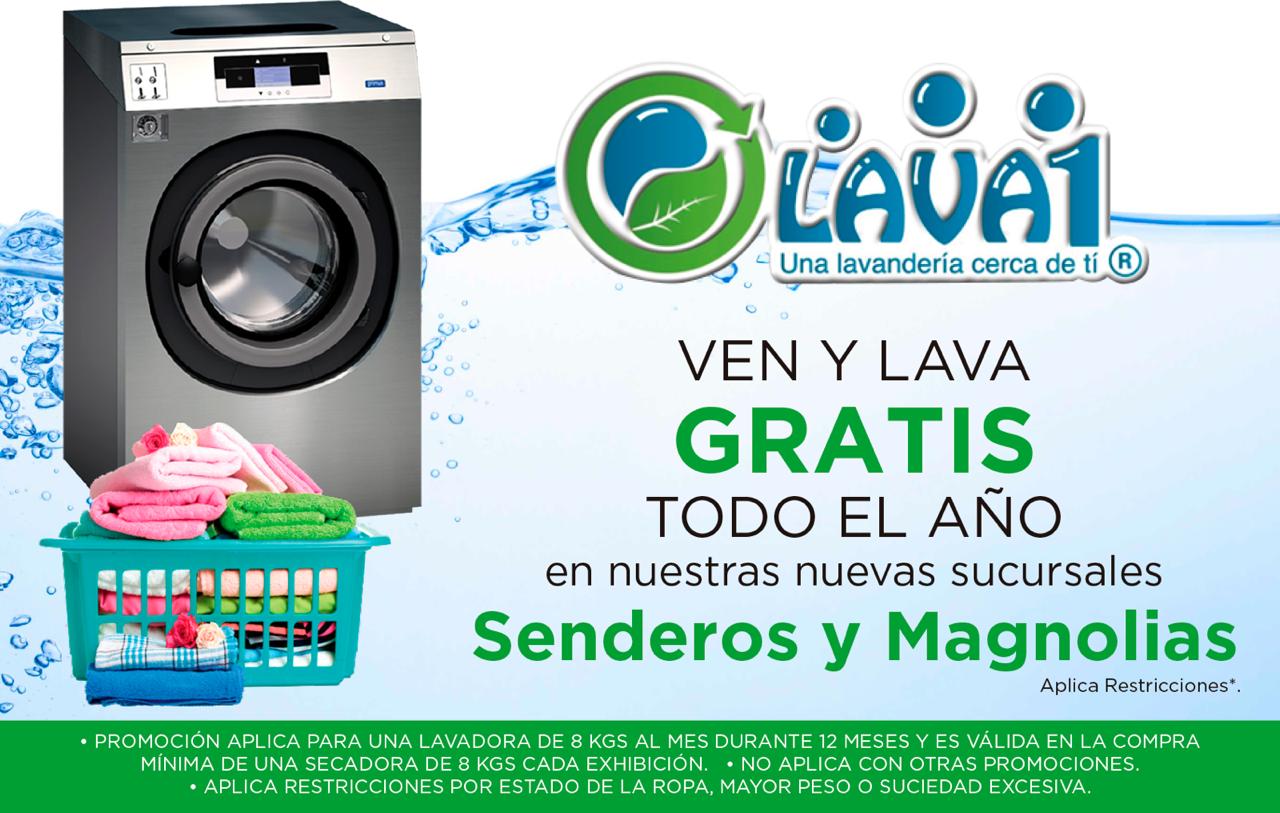 primus
LAVA1
Una lavandería cerca de tí ®
VEN Y LAVA
GRATIS
TODO EL AÑO
en nuestras nuevas sucursales
Senderos y Magnolias
Aplica Restricciones*.
• PROMOCIÓN APLICA PARA UNA LAVADORA DE 8 KGS AL MES DURANTE 12 MESES Y ES VÁLIDA EN LA COMPRA
MÍNIMA DE UNA SECADORA DE 8 KGS CADA EXHIBICIÓN. • NO APLICA CON OTRAS PROMOCIONES.
• APLICA RESTRICCIONES POR ESTADO DE LA ROPA, MAYOR PESO O SUCIEDAD EXCESIVA.